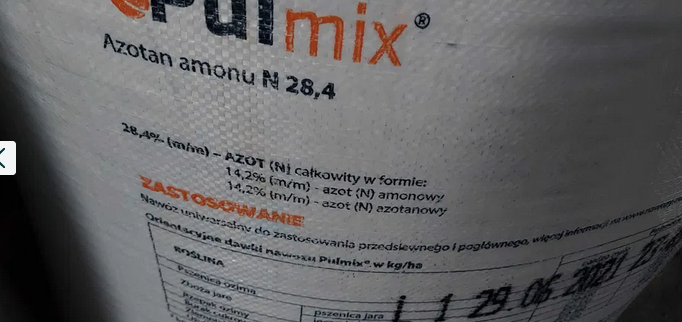 Pulmix®
Azotan amonu N 28,4
28,4% (m/m) – AZOT (N) całkowity w formie:
14,2% (m/m) - azot (N) amonowy
14,2% (m/m) - azot (N) azotanowy
ZASTOSOWANIE
Nawóz uniwersalny do zastosowania przedsiewnego i pogłównego, więcej informacji na
Orientacyjne dawki nawozu Pulmix® w kg/ha
ROŚLINA
Pszenica ozima
Zboża jare
Rzepak ozimy
pszenica jara
1 29.06 2021